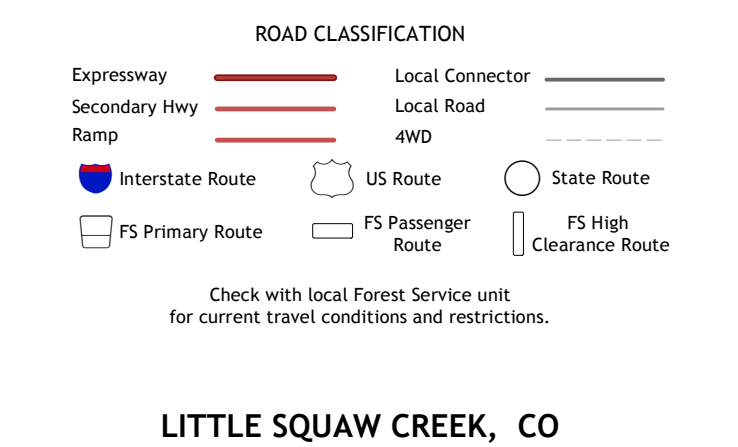 ROAD CLASSIFICATION
Expressway
Local Connector
Secondary Hwy
Local Road
Ramp
4WD
Interstate Route
US Route
State Route
FS Primary Route
FS Passenger
Route
FS High
Clearance Route
Check with local Forest Service unit
for current travel conditions and restrictions.
LITTLE SQUAW CREEK, CO